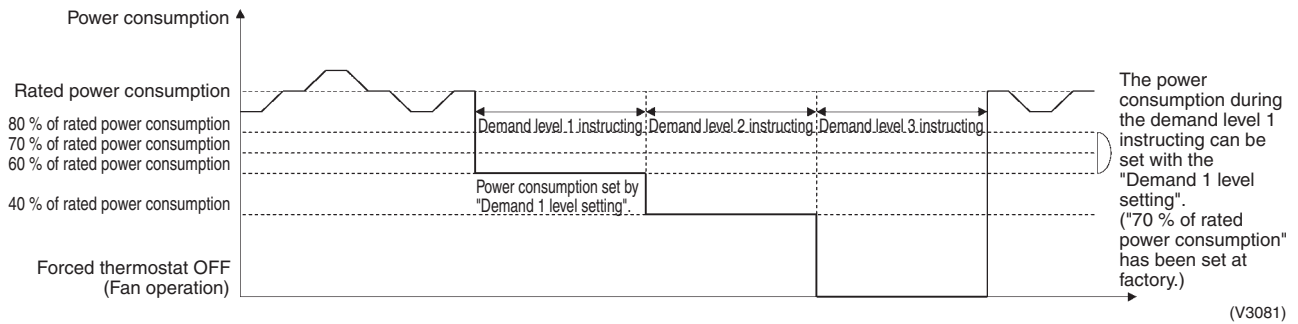 Power consumption
Rated power consumption
80 % of rated power consumption
70 % of rated power consumption
60 % of rated power consumption
40 % of rated power consumption
Forced thermostat OFF
(Fan operation)
Demand level 1 instructing
Demand level 2 instructing
Demand level 3 instructing
Power consumption set by
"Demand 1 level setting".
The power
consumption during
the demand level 1
instructing can be
set with the
"Demand 1 level
setting".
("70 % of rated
power consumption"
has been set at
factory.)
(V3081)